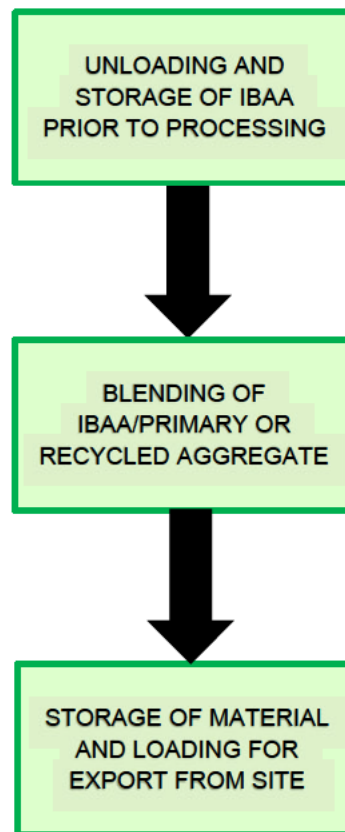 UNLOADING AND
STORAGE OF IBAA
PRIOR TO PROCESSING
BLENDING OF
IBAA/PRIMARY OR
RECYCLED AGGREGATE
STORAGE OF MATERIAL
AND LOADING FOR
EXPORT FROM SITE